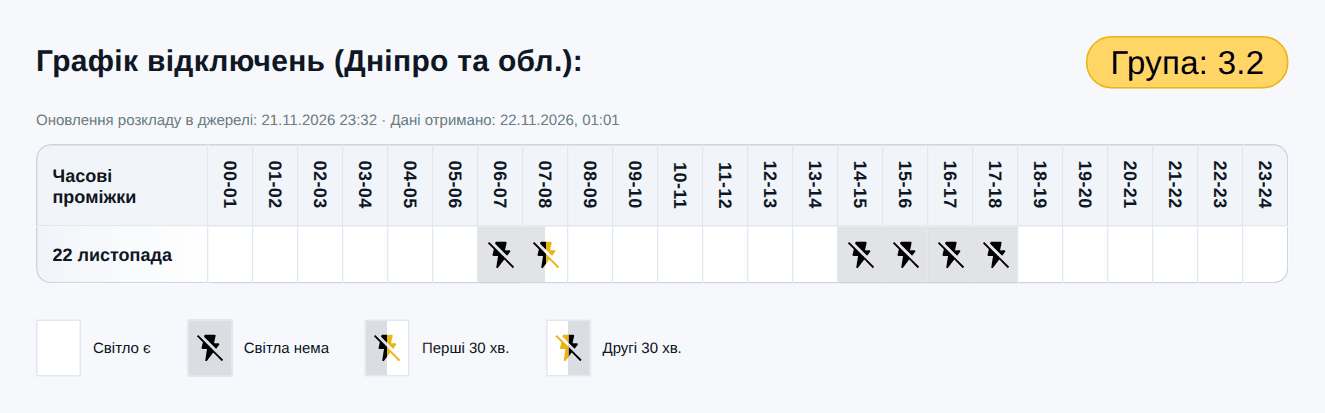 Графік відключень (Дніпро та обл.):
Група: 3.2
Оновлення розкладу в джерелі: 21.11.2026 23:32 · Дані отримано: 22.11.2026, 01:01
Часові
проміжки
00-01
01-02
02-03
03-04
04-05
05-06
06-07
07-08
08-09
09-10
10-11
11-12
12-13
13-14
14-15
15-16
16-17
17-18
18-19
19-20
20-21
21-22
22-23
23-24
22 листопада
Світло є
Світла нема
Перші 30 хв.
Другі 30 хв.